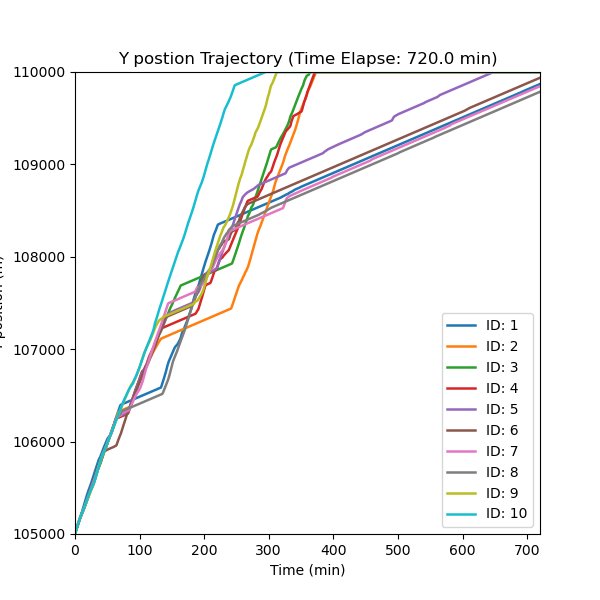 Y postion Trajectory (Time Elapse: 720.0 min)
110000
109000
108000
107000
106000
105000
position
0 100 200 300 400 500 600 700
Time (min)
ID: 1
ID: 2
ID: 3
ID: 4
ID: 5
ID: 6
ID: 7
ID: 8
ID: 9
ID: 10